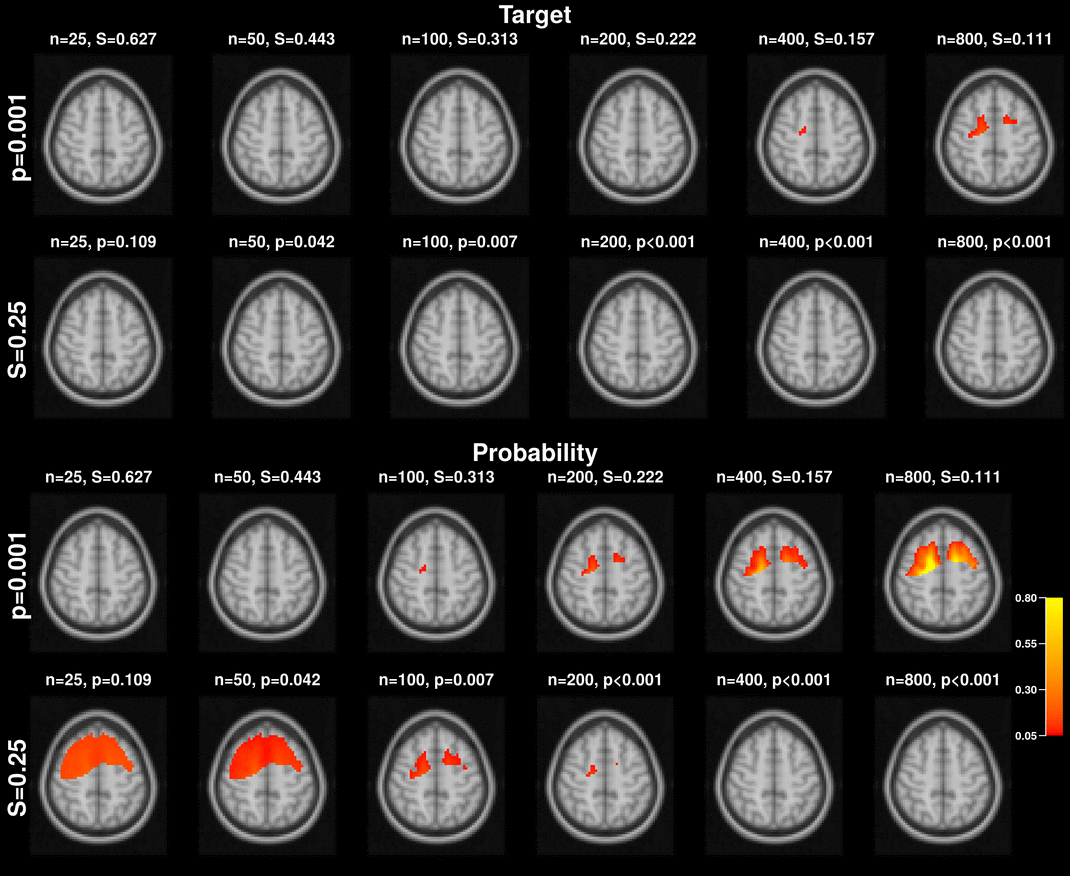 Target
n=25, S=0.627 n=50, S=0.443 n=100, S=0.313 n=200, S=0.222 n=400, S=0.157 n=800, S=0.111
p=0.001
n=25, p=0.109 n=50, p=0.042 n=100, p=0.007 n=200, p<0.001 n=400, p<0.001 n=800, p<0.001
S=0.25
Probability
n=25, S=0.627 n=50, S=0.443 n=100, S=0.313 n=200, S=0.222 n=400, S=0.157 n=800, S=0.111
p=0.001
0.80
0.55
0.30
0.05
n=25, p=0.109 n=50, p=0.042 n=100, p=0.007 n=200, p<0.001 n=400, p<0.001 n=800, p<0.001
S=0.25